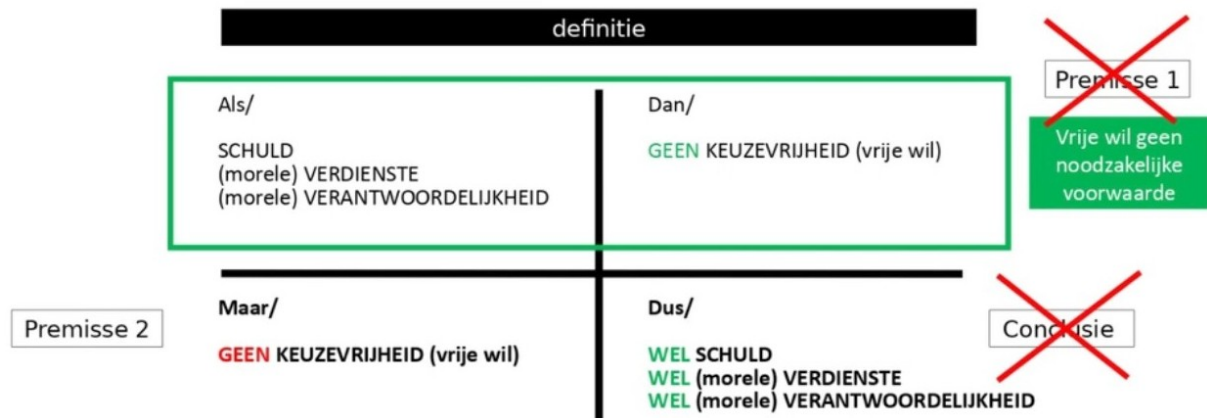 definitie
Premisse 1
Als/
Dan/
SCHULD
GEEN KEUZEVRIJHEID (vrije wil)
(morele) VERDIENSTE
(morele) VERANTWOORDELIJKHEID
Vrije wil geen
noodzakelijke
voorwaarde
Premisse 2
Maar/
GEEN KEUZEVRIJHEID (vrije wil)
Dus/
WEL SCHULD
WEL (morele) VERDIENSTE
WEL (morele) VERANTWOORDELIJKHEID
Conclusie